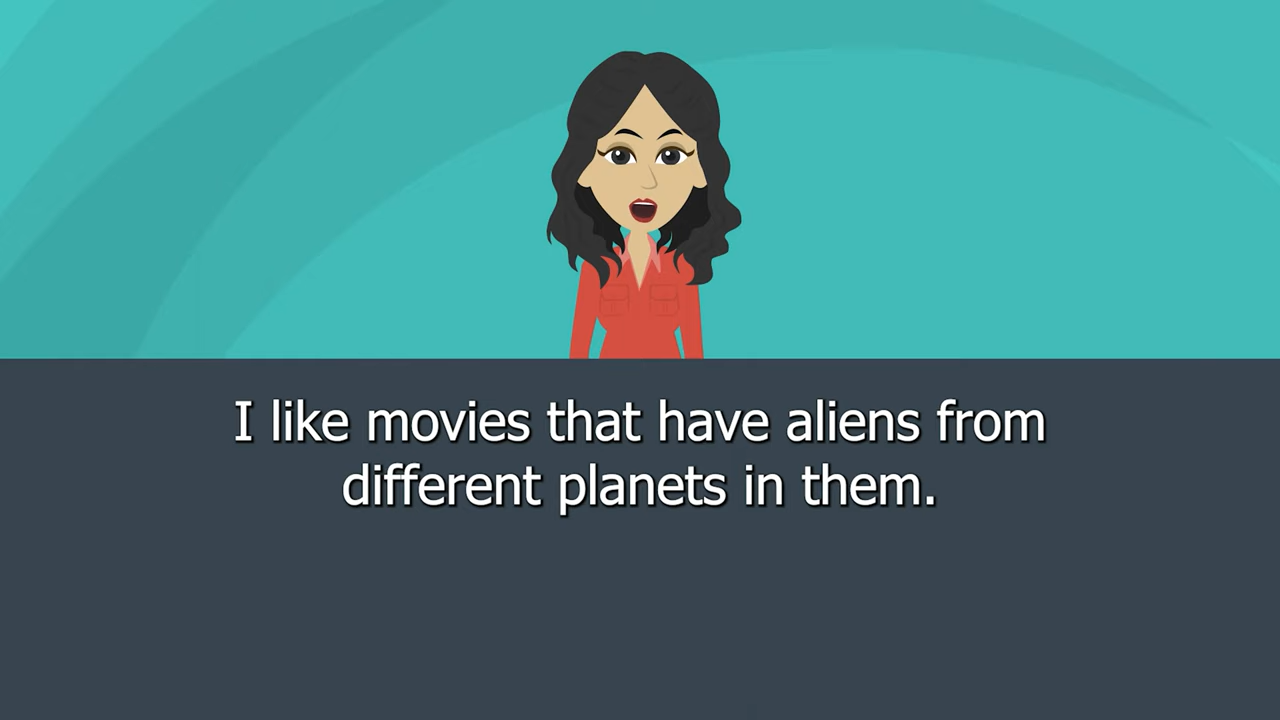 I like movies that have aliens from
different planets in them.